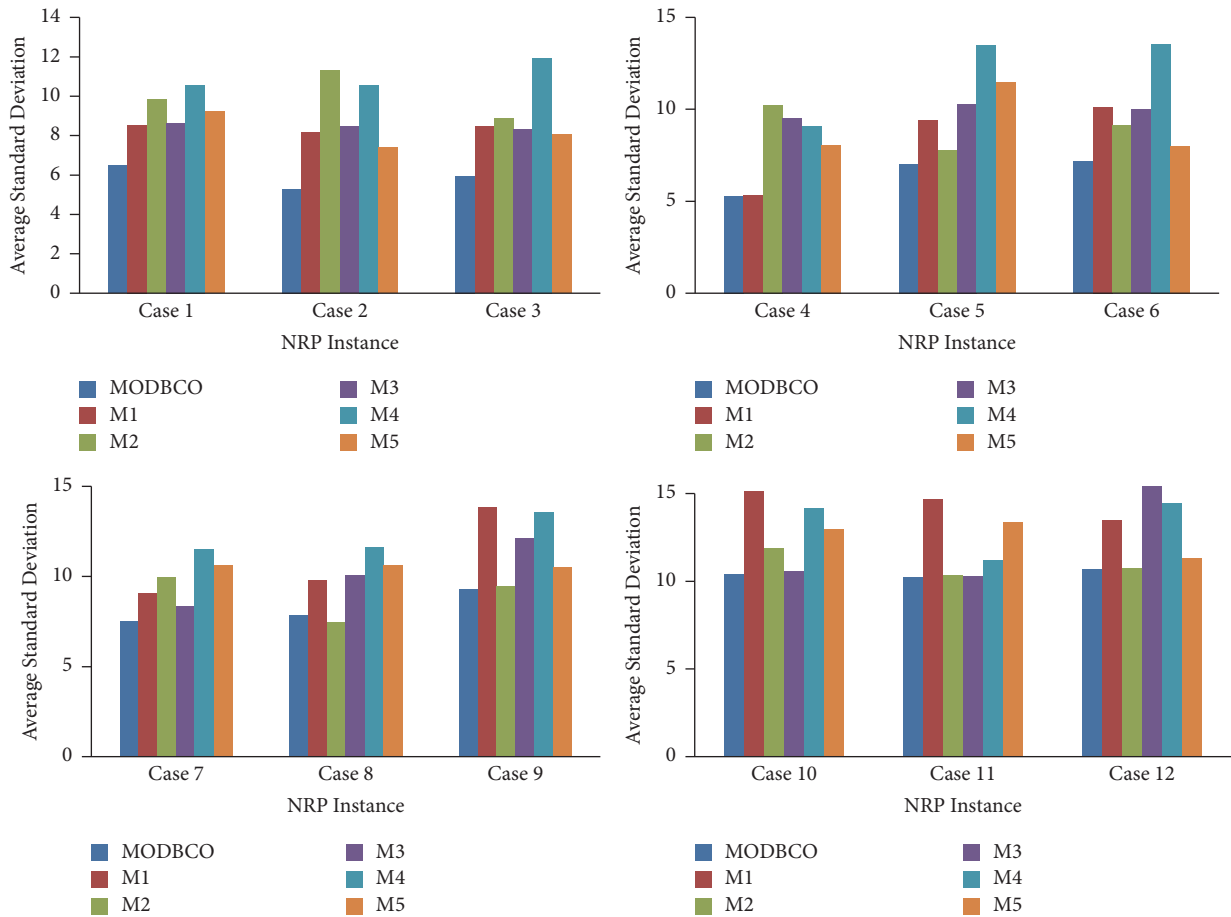 Average Standard Deviation
14
12
10
8
6
4
2
0
Case 1 Case 2 Case 3
NRP Instance
MODBCO M3
M1 M4
M2 M5
Average Standard Deviation
15
10
5
0
Case 4 Case 5 Case 6
NRP Instance
MODBCO M3
M1 M4
M2 M5
Average Standard Deviation
15
10
5
0
Case 7 Case 8 Case 9
NRP Instance
MODBCO M3
M1 M4
M2 M5
Average Standard Deviation
15
10
5
0
Case 10 Case 11 Case 12
NRP Instance
MODBCO M3
M1 M4
M2 M5